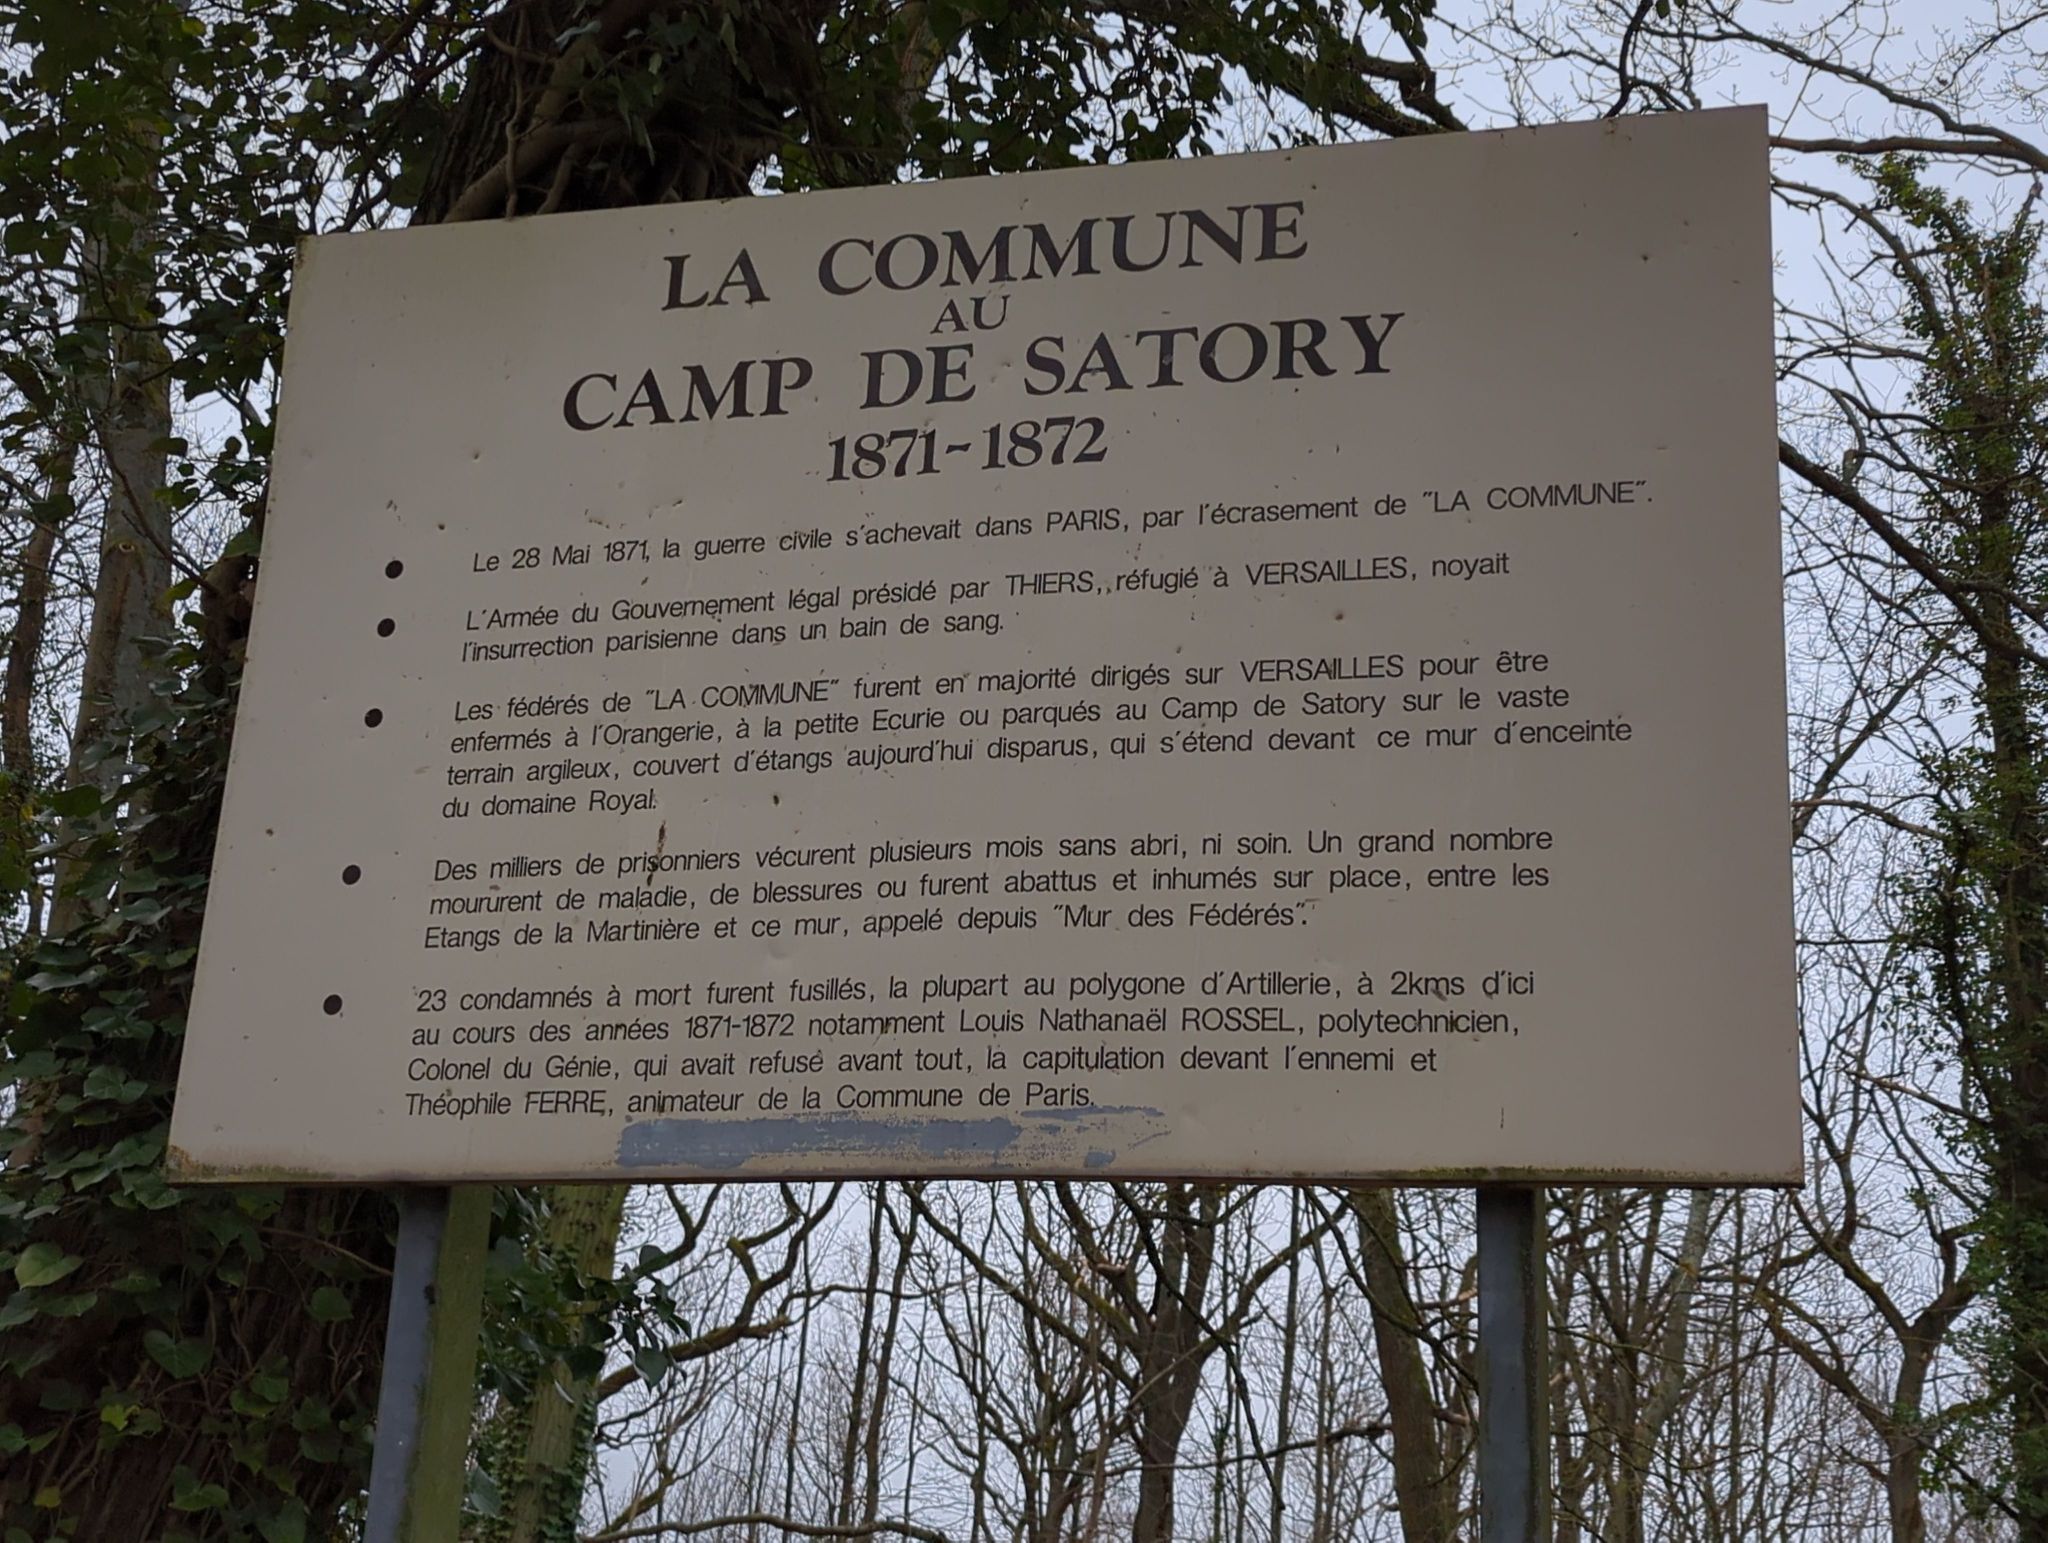 LA COMMUNE
AU
CAMP DE SATORY
1871-1872
● Le 28 Mai 1871, la guerre civile s'achevait dans PARIS, par l'écrasement de "LA COMMUNE".
● L'Armée du Gouvernement légal présidé par THIERS, réfugié à VERSAILLES, noyait
l'insurrection parisienne dans un bain de sang.
● Les fédérés de "LA COMMUNE" furent en majorité dirigés sur VERSAILLES pour être
enfermés à l'Orangerie, à la petite Ecurie ou parqués au Camp de Satory sur le vaste
terrain argileux, couvert d'étangs aujourd'hui disparus, qui s'étend devant ce mur d'enceinte
du domaine Royal.
● Des milliers de prisonniers vécurent plusieurs mois sans abri, ni soin. Un grand nombre
moururent de maladie, de blessures ou furent abattus et inhumés sur place, entre les
Etangs de la Martinière et ce mur, appelé depuis "Mur des Fédérés".
● 23 condamnés à mort furent fusillés, la plupart au polygone d'Artillerie, à 2kms d'ici
au cours des années 1871-1872 notamment Louis Nathanaël ROSSEL, polytechnicien,
Colonel du Génie, qui avait refusé avant tout, la capitulation devant l'ennemi et
Théophile FERRE, animateur de la Commune de Paris.